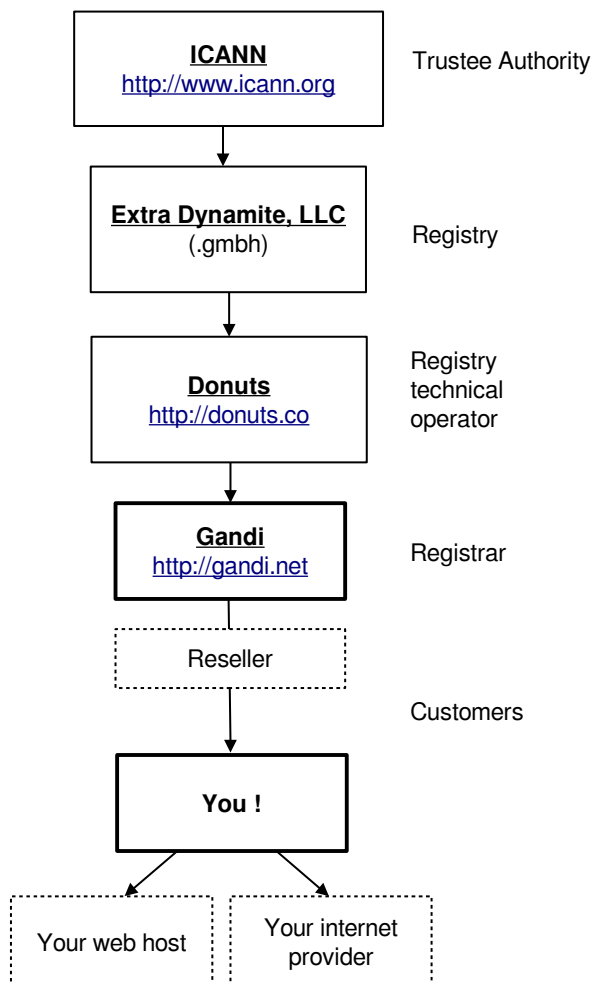 ICANN
http://www.icann.org
Trustee Authority
Extra Dynamite, LLC
(.gmbh)
Registry
Donuts
http://donuts.co
Registry
technical
operator
Gandi
http://gandi.net
Registrar
Reseller
Customers
You !
Your web host
Your internet
provider